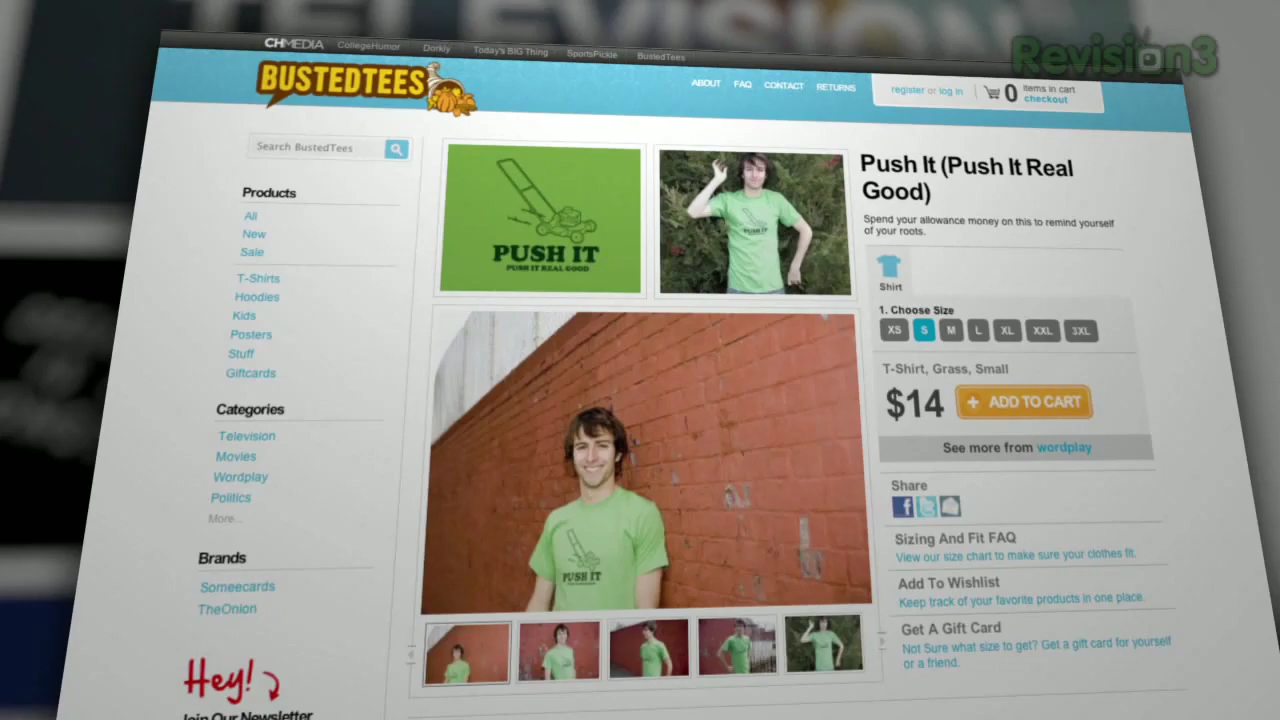 TELEVISION
Revision3
CHMEDIA CollegeHumor Dorkly Today's BIG Thing SportsPickle BustedTees
BUSTEDTEES
ABOUT FAQ CONTACT RETURNS
register or log in
0 items in cart
checkout
Search BustedTees
Products
All
New
Sale
T-Shirts
Hoodies
Kids
Posters
Stuff
Giftcards
Categories
Television
Movies
Wordplay
Politics
More...
Brands
Someecards
TheOnion
Hey!
Join Our Newsletter
PUSH IT
PUSH IT REAL GOOD
PUSH IT
Push It (Push It Real
Good)
Spend your allowance money on this to remind yourself
of your roots.
Shirt
1. Choose Size
XS S M L XL XXL 3XL
T-Shirt, Grass, Small
$14 + ADD TO CART
See more from wordplay
Share
Sizing And Fit FAQ
View our size chart to make sure your clothes fit.
Add To Wishlist
Keep track of your favorite products in one place.
Get A Gift Card
Not Sure what size to get? Get a gift card for yourself
or a friend.